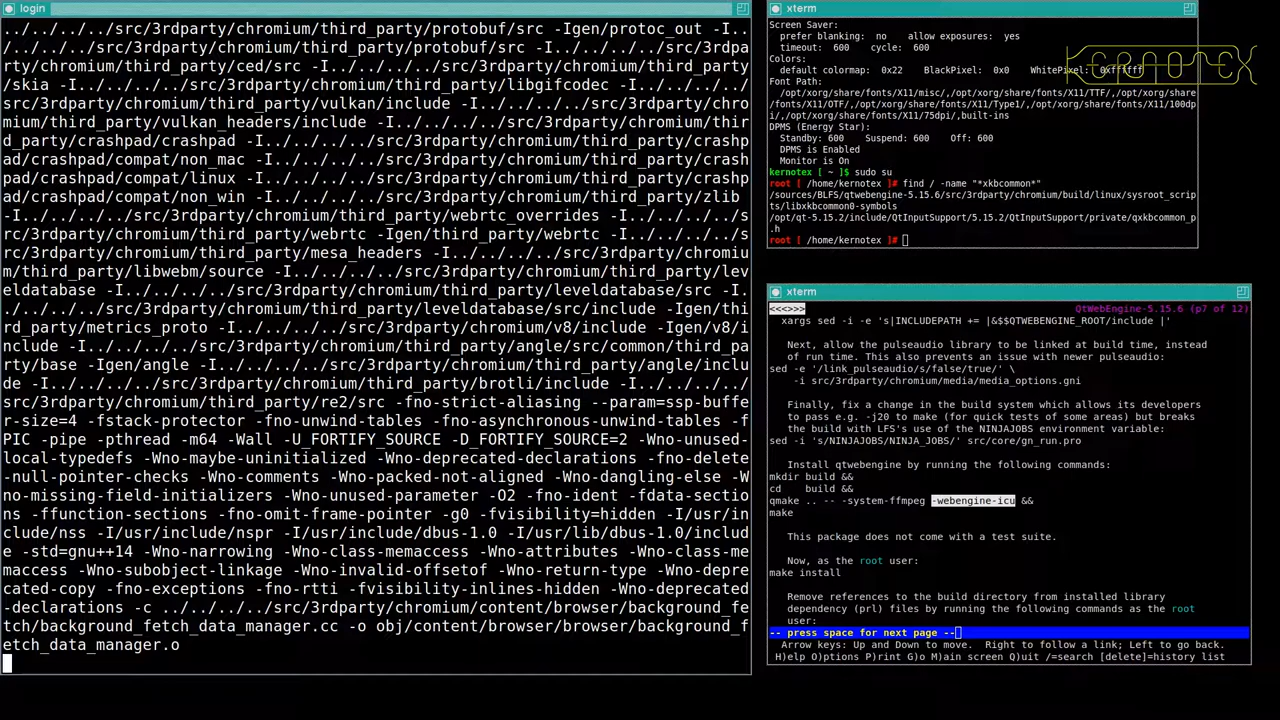 login
../../../../src/3rdparty/chromium/third_party/protobuf/src -Igen/protoc_out -I..
/../../../src/3rdparty/chromium/third_party/protobuf/src -I../../../../src/3rdpa
rty/chromium/third_party/ced/src -I../../../../src/3rdparty/chromium/third_party
/skia -I../../../../src/3rdparty/chromium/third_party/libgifcodec -I../../../../
src/3rdparty/chromium/third_party/vulkan/include -I../../../../src/3rdparty/chro
mium/third_party/vulkan_headers/include -I../../../../src/3rdparty/chromium/thir
d_party/crashpad/crashpad -I../../../../src/3rdparty/chromium/third_party/crashp
ad/crashpad/compat/non_mac -I../../../../src/3rdparty/chromium/third_party/crash
pad/crashpad/compat/linux -I../../../../src/3rdparty/chromium/third_party/crashp
ad/crashpad/compat/non_win -I../../../../src/3rdparty/chromium/third_party/zlib
-I../../../../src/3rdparty/chromium/third_party/webrtc_overrides -I../../../../s
rc/3rdparty/chromium/third_party/webrtc -Igen/third_party/webrtc -I../../../../s
rc/3rdparty/chromium/third_party/mesa_headers -I../../../../src/3rdparty/chromiu
m/third_party/libwebm/source -I../../../../src/3rdparty/chromium/third_party/lev
eldatabase -I../../../../src/3rdparty/chromium/third_party/leveldatabase/src -I.
./../../../src/3rdparty/chromium/third_party/leveldatabase/src/include -Igen/thi
rd_party/metrics_proto -I../../../../src/3rdparty/chromium/v8/include -Igen/v8/i
nclude -I../../../../src/3rdparty/chromium/third_party/angle/src/common/third_pa
rty/base -Igen/angle -I../../../../src/3rdparty/chromium/third_party/angle/inclu
de -I../../../../src/3rdparty/chromium/third_party/brotli/include -I../../../../
src/3rdparty/chromium/third_party/re2/src -fno-strict-aliasing --param=ssp-buffe
r-size=4 -fstack-protector -fno-unwind-tables -fno-asynchronous-unwind-tables -f
PIC -pipe -pthread -m64 -Wall -U_FORTIFY_SOURCE -D_FORTIFY_SOURCE=2 -Wno-unused-
local-typedefs -Wno-maybe-uninitialized -Wno-deprecated-declarations -fno-delete
-null-pointer-checks -Wno-comments -Wno-packed-not-aligned -Wno-dangling-else -W
no-missing-field-initializers -Wno-unused-parameter -O2 -fno-ident -fdata-sectio
ns -ffunction-sections -fno-omit-frame-pointer -g0 -fvisibility=hidden -I/usr/in
clude/nss -I/usr/include/nspr -I/usr/include/dbus-1.0 -I/usr/lib/dbus-1.0/includ
e -std=gnu++14 -Wno-narrowing -Wno-class-memaccess -Wno-attributes -Wno-class-me
maccess -Wno-subobject-linkage -Wno-invalid-offsetof -Wno-return-type -Wno-depre
cated-copy -fno-exceptions -fno-rtti -fvisibility-inlines-hidden -Wno-deprecated
-declarations -c ../../../../src/3rdparty/chromium/content/browser/background_fe
tch/background_fetch_data_manager.cc -o obj/content/browser/browser/background_f
etch_data_manager.o
xterm
Screen Saver:
prefer blanking:  no    allow exposures:  yes
timeout:  600    cycle:  600
Colors:
default colormap:  0x22    BlackPixel:  0x0    WhitePixel:  0xffffff
Font Path:
/opt/xorg/share/fonts/X11/misc/,/opt/xorg/share/fonts/X11/TTF/,/opt/xorg/share
/fonts/X11/OTF/,/opt/xorg/share/fonts/X11/Type1/,/opt/xorg/share/fonts/X11/100dp
i/,/opt/xorg/share/fonts/X11/75dpi/,built-ins
DPMS (Energy Star):
Standby: 600    Suspend: 600    Off: 600
DPMS is Enabled
Monitor is On
kernotex [ ~ ]$ sudo su
root [ /home/kernotex ]# find / -name "*xkbcommon*"
/sources/BLFS/qtwebengine-5.15.6/src/3rdparty/chromium/build/linux/sysroot_scrip
ts/libxkbcommon0-symbols
/opt/qt-5.15.2/include/QtInputSupport/5.15.2/QtInputSupport/private/qxkbcommon_p
.h
root [ /home/kernotex ]#
KERNOTEX
xterm
<<<>>> QtWebEngine-5.15.6 (p7 of 12)
xargs sed -i -e 's|INCLUDEPATH += |&$$QTWEBENGINE_ROOT/include |'
Next, allow the pulseaudio library to be linked at build time, instead
of run time. This also prevents an issue with newer pulseaudio:
sed -e '/link_pulseaudio/s/false/true/' \
-i src/3rdparty/chromium/media/media_options.gni
Finally, fix a change in the build system which allows its developers
to pass e.g. -j20 to make (for quick tests of some areas) but breaks
the build with LFS's use of the NINJAJOBS environment variable:
sed -i 's/NINJAJOBS/NINJA_JOBS/' src/core/gn_run.pro
Install qtwebengine by running the following commands:
mkdir build &&
cd    build &&
qmake .. -- -system-ffmpeg -webengine-icu &&
make
This package does not come with a test suite.
Now, as the root user:
make install
Remove references to the build directory from installed library
dependency (prl) files by running the following commands as the root
user:
-- press space for next page --
Arrow keys: Up and Down to move.  Right to follow a link; Left to go back.
H)elp O)ptions P)rint G)o M)ain screen Q)uit /=search [delete]=history list